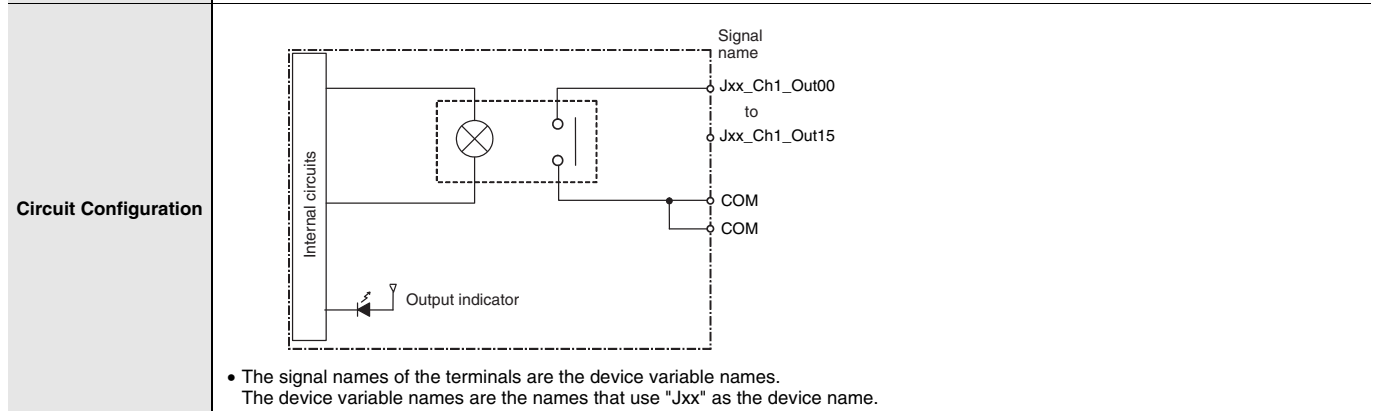 Circuit Configuration
Signal
name
Jxx_Ch1_Out00
to
Jxx_Ch1_Out15
Internal circuits
COM
COM
Output indicator
• The signal names of the terminals are the device variable names.
The device variable names are the names that use "Jxx" as the device name.